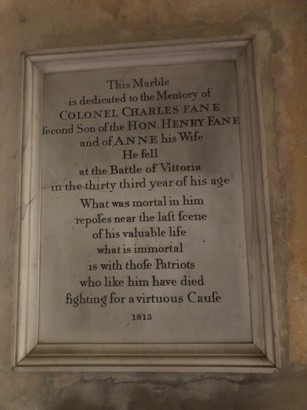 This Marble
is dedicated to the Memory of
COLONEL CHARLES FANE
ſecond Son of the HON. HENRY FANE
and of ANNE his Wife
He fell
at the Battle of Vittoria
in the thirty third year of his age
What was mortal in him
repoſes near the laſt ſcene
of his valuable life
what is immortal
is with thoſe Patriots
who like him have died
fighting for a virtuous Cauſe
1813